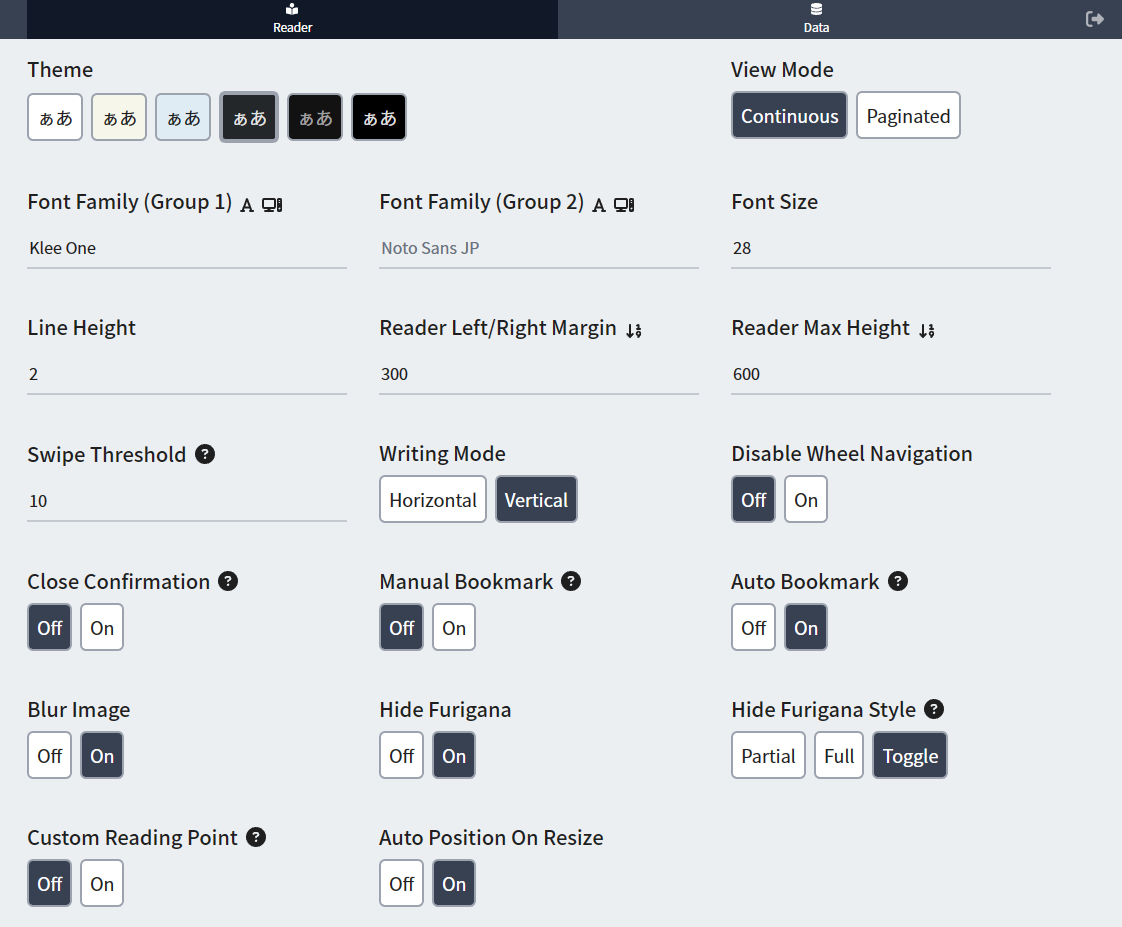 Reader
Data
Theme
View Mode
ぁあ ぁあ ぁあ ぁあ ぁあ ぁあ
Continuous Paginated
Font Family (Group 1)
Font Family (Group 2)
Font Size
Klee One
Noto Sans JP
28
Line Height
Reader Left/Right Margin
Reader Max Height
2
300
600
Swipe Threshold ?
Writing Mode
Disable Wheel Navigation
10
Horizontal Vertical
Off On
Close Confirmation ?
Manual Bookmark ?
Auto Bookmark ?
Off On
Off On
Off On
Blur Image
Hide Furigana
Hide Furigana Style ?
Off On
Off On
Partial Full Toggle
Custom Reading Point ?
Auto Position On Resize
Off On
Off On